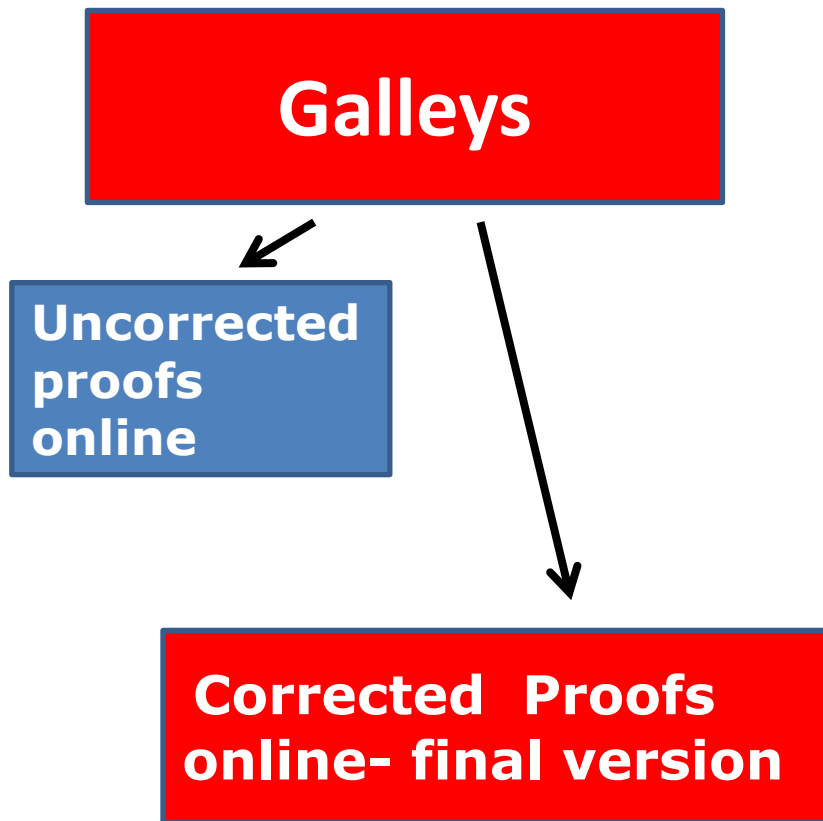 Galleys
Uncorrected
proofs
online
Corrected Proofs
online- final version